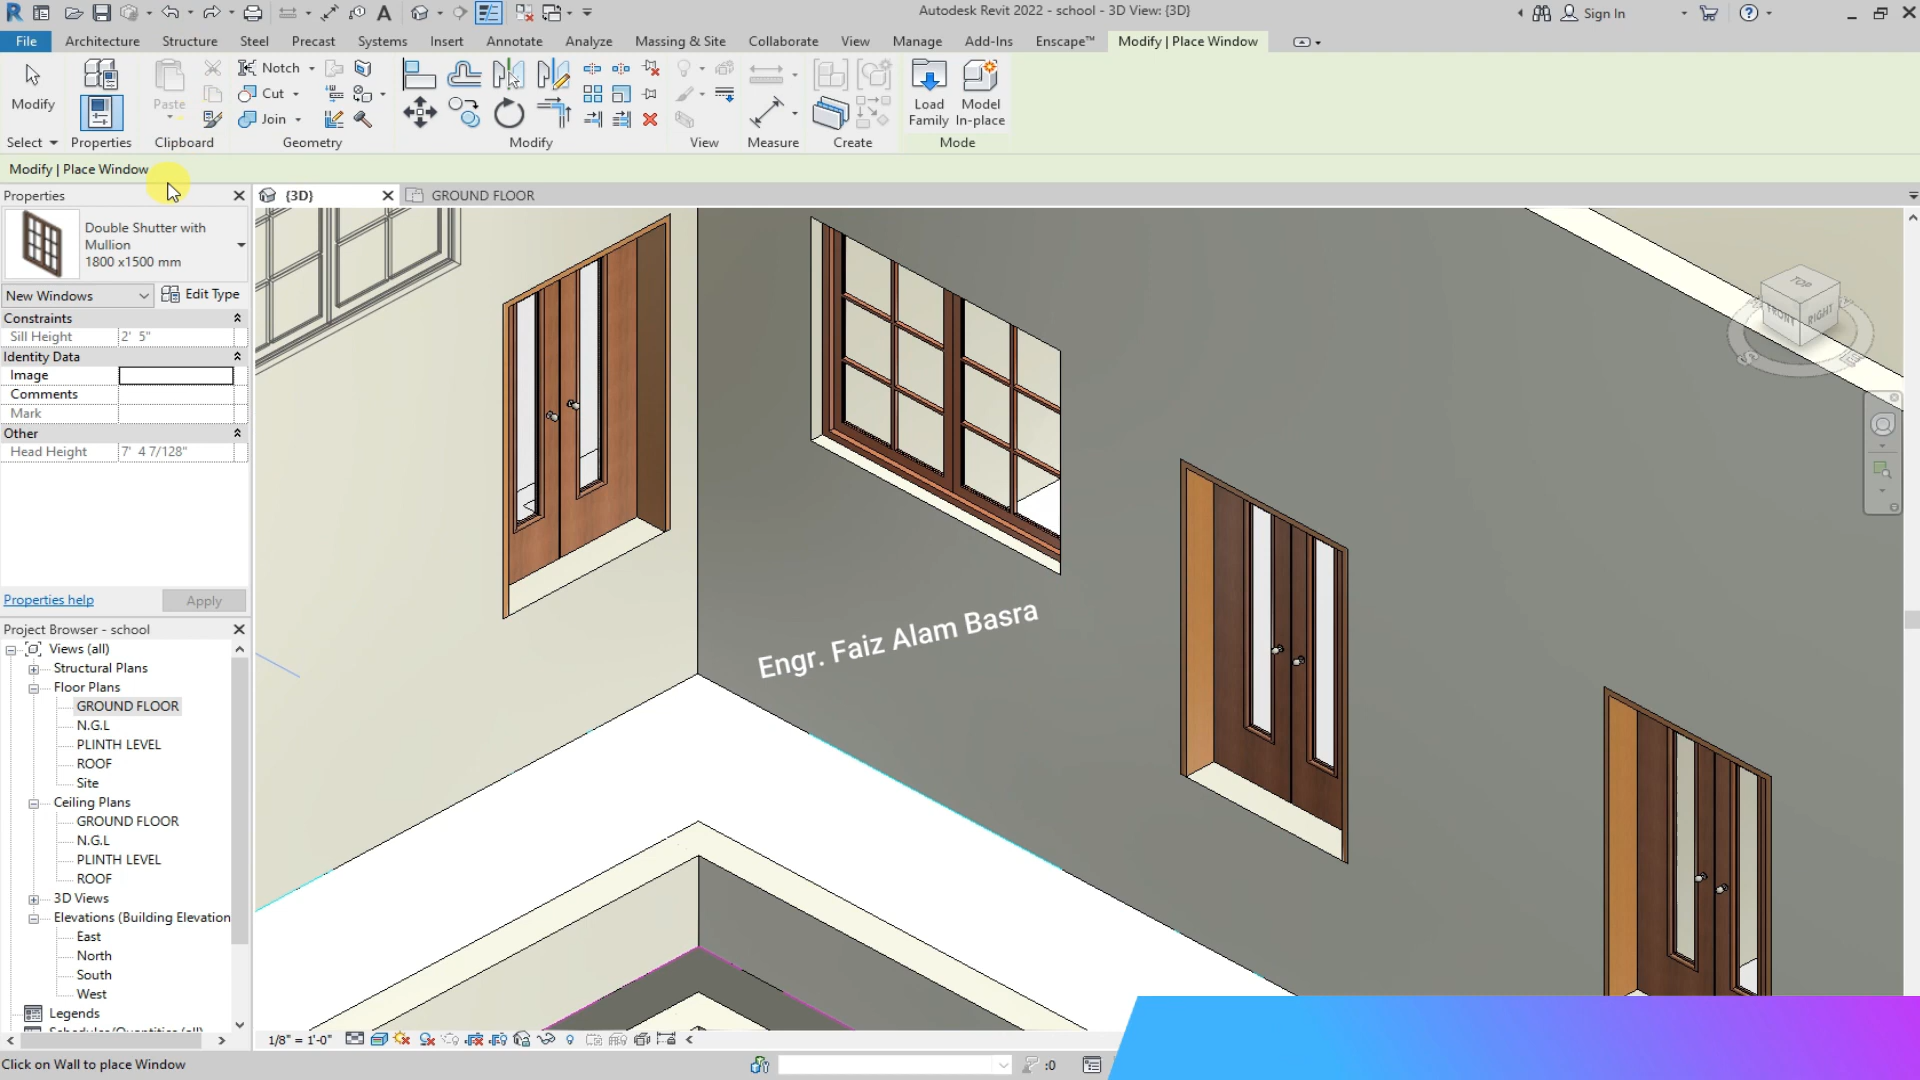 Autodesk Revit 2022 - school - 3D View: {3D}
Sign In
File Architecture Structure Steel Precast Systems Insert Annotate Analyze Massing & Site Collaborate View Manage Add-Ins Enscape™ Modify | Place Window
Modify
Paste
Notch
Cut
Join
Load Family
Model In-place
Select Properties Clipboard Geometry Modify View Measure Create Mode
Modify | Place Window
Properties
{3D}
GROUND FLOOR
Double Shutter with
Mullion
1800 x1500 mm
New Windows
Edit Type
Constraints
Sill Height 2' 5"
Identity Data
Image
Comments
Mark
Other
Head Height 7' 4 7/128"
Properties help
Apply
TOP
FRONT
RIGHT
S
E
Engr. Faiz Alam Basra
Project Browser - school
Views (all)
Structural Plans
Floor Plans
GROUND FLOOR
N.G.L
PLINTH LEVEL
ROOF
Site
Ceiling Plans
GROUND FLOOR
N.G.L
PLINTH LEVEL
ROOF
3D Views
Elevations (Building Elevation
East
North
South
West
Legends
1/8" = 1'-0"
Click on Wall to place Window
:0